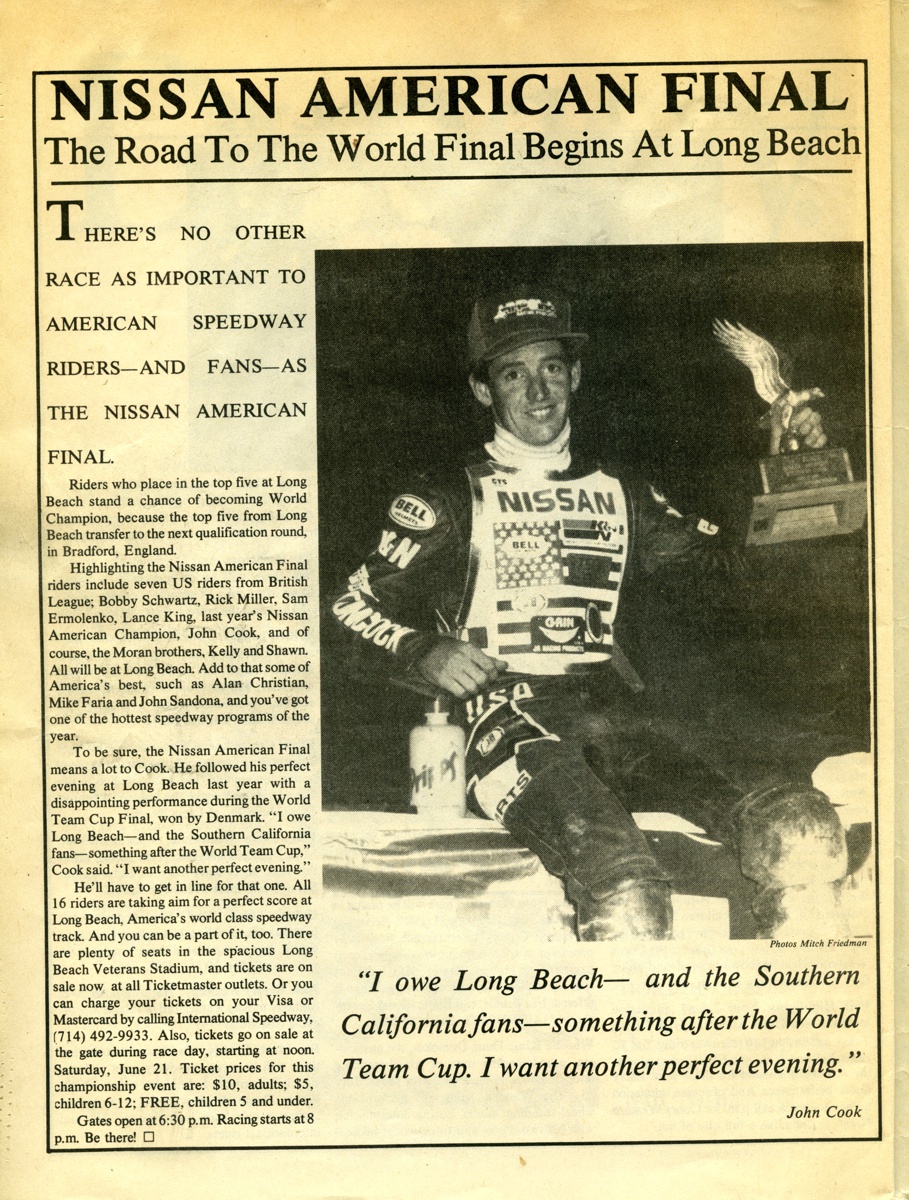 NISSAN AMERICAN FINAL
The Road To The World Final Begins At Long Beach
THERE'S NO OTHER
RACE AS IMPORTANT TO
AMERICAN SPEEDWAY
RIDERS—AND FANS—AS
THE NISSAN AMERICAN
FINAL.
Riders who place in the top five at Long
Beach stand a chance of becoming World
Champion, because the top five from Long
Beach transfer to the next qualification round,
in Bradford, England.
Highlighting the Nissan American Final
riders include seven US riders from British
League; Bobby Schwartz, Rick Miller, Sam
Ermolenko, Lance King, last year's Nissan
American Champion, John Cook, and of
course, the Moran brothers, Kelly and Shawn.
All will be at Long Beach. Add to that some of
America's best, such as Alan Christian,
Mike Faria and John Sandona, and you've got
one of the hottest speedway programs of the
year.
To be sure, the Nissan American Final
means a lot to Cook. He followed his perfect
evening at Long Beach last year with a
disappointing performance during the World
Team Cup Final, won by Denmark. “I owe
Long Beach—and the Southern California
fans—something after the World Team Cup,”
Cook said. “I want another perfect evening.”
He'll have to get in line for that one. All
16 riders are taking aim for a perfect score at
Long Beach, America's world class speedway
track. And you can be a part of it, too. There
are plenty of seats in the spacious Long
Beach Veterans Stadium, and tickets are on
sale now at all Ticketmaster outlets. Or you
can charge your tickets on your Visa or
Mastercard by calling International Speedway,
(714) 492-9933. Also, tickets go on sale at
the gate during race day, starting at noon.
Saturday, June 21. Ticket prices for this
championship event are: $10, adults; $5,
children 6-12; FREE, children 5 and under.
Gates open at 6:30 p.m. Racing starts at 8
p.m. Be there! □
GTS
NISSAN
BELL
HELMETS
K&N
BELL
&N
HANCOCK
G-RAIN
JR RACING PRODUCTS
USA
RTS
Photos Mitch Friedman
“I owe Long Beach— and the Southern
California fans—something after the World
Team Cup. I want another perfect evening.”
John Cook